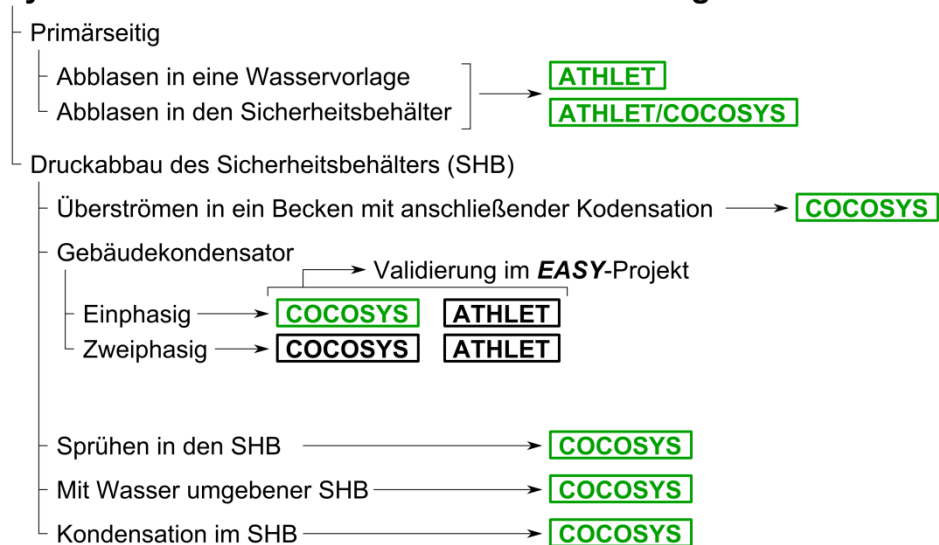 Primärseitig
Abblasen in eine Wasservorlage
ATHLET
Abblasen in den Sicherheitsbehälter
ATHLET/COCOSYS
Druckabbau des Sicherheitsbehälters (SHB)
Überströmen in ein Becken mit anschließender Kodensation COCOSYS
Gebäudekondensator
Validierung im EASY-Projekt
Einphasig COCOSYS ATHLET
Zweiphasig COCOSYS ATHLET
Sprühen in den SHB COCOSYS
Mit Wasser umgebener SHB COCOSYS
Kondensation im SHB COCOSYS